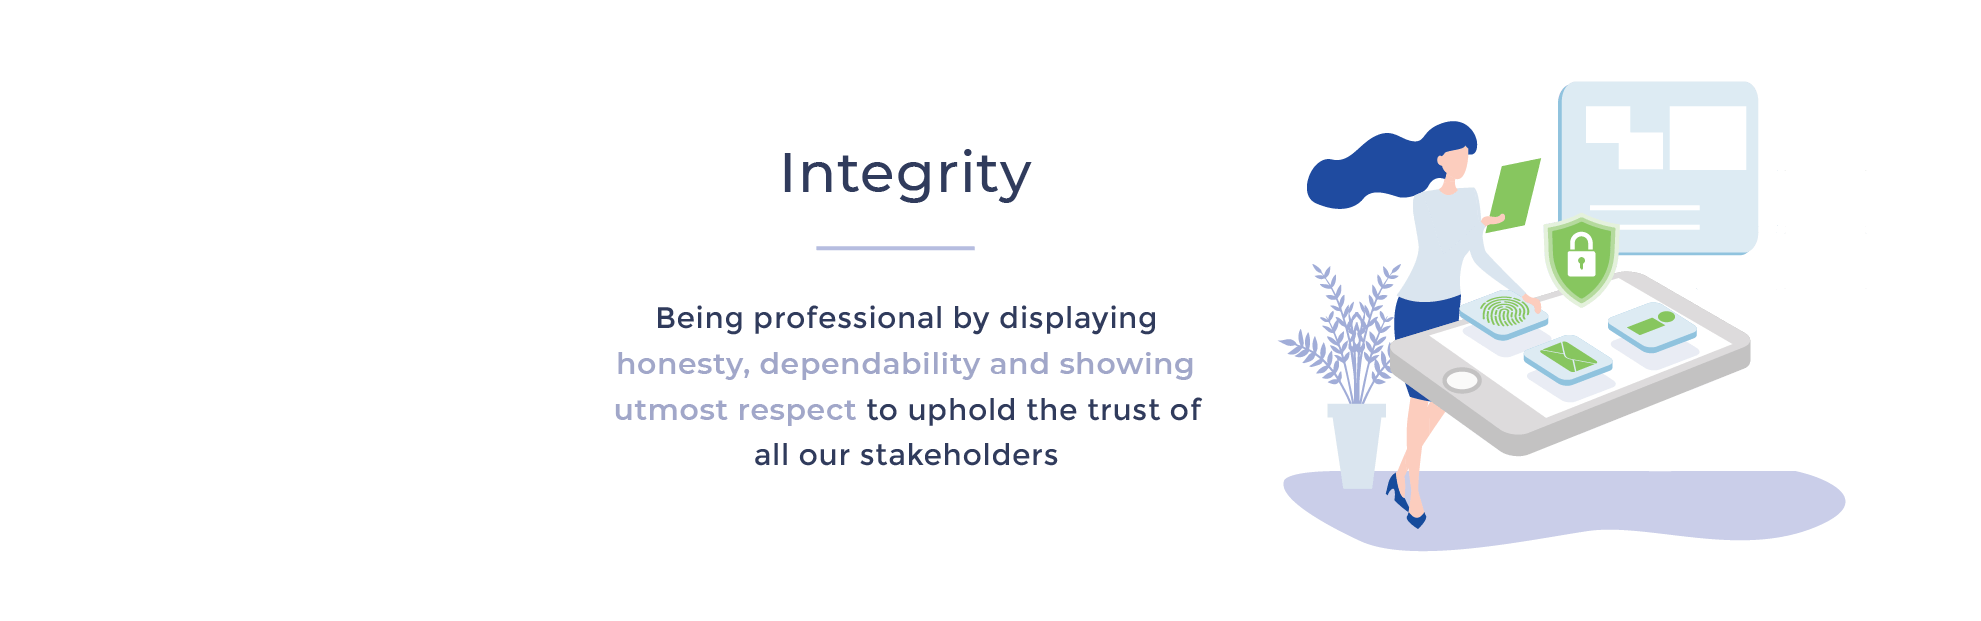 Integrity
Being professional by displaying
honesty, dependability and showing
utmost respect to uphold the trust of
all our stakeholders